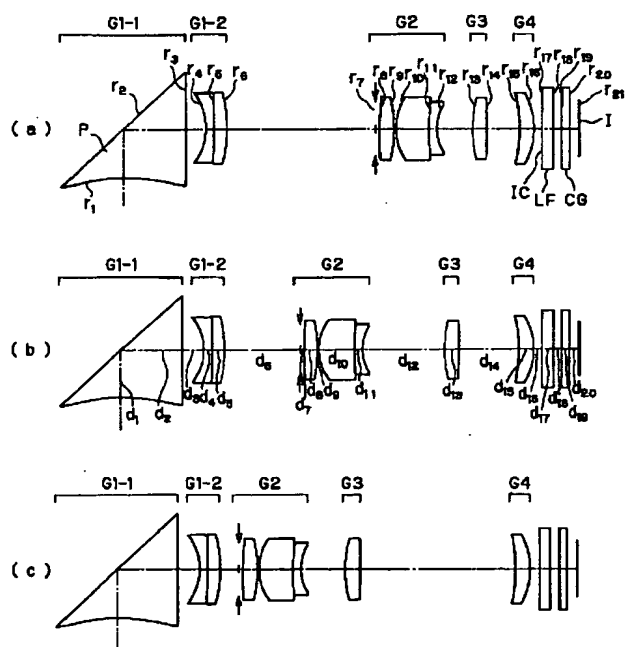 G1-1 G1-2 G2 G3 G4
r3 r4 r5 r6 r7 r8 r9 r10 r11 r12 r13 r14 r15 r16 r17 r18 r19 r20
r2
r21
(a) P I
r1
IC LF CG
G1-1 G1-2 G2 G3 G4
(b)
d1 d2 d3 d4 d5 d6 d7 d8 d9 d10 d11 d12 d13 d14 d15 d16 d17 d18 d19 d20
G1-1 G1-2 G2 G3 G4
(c)